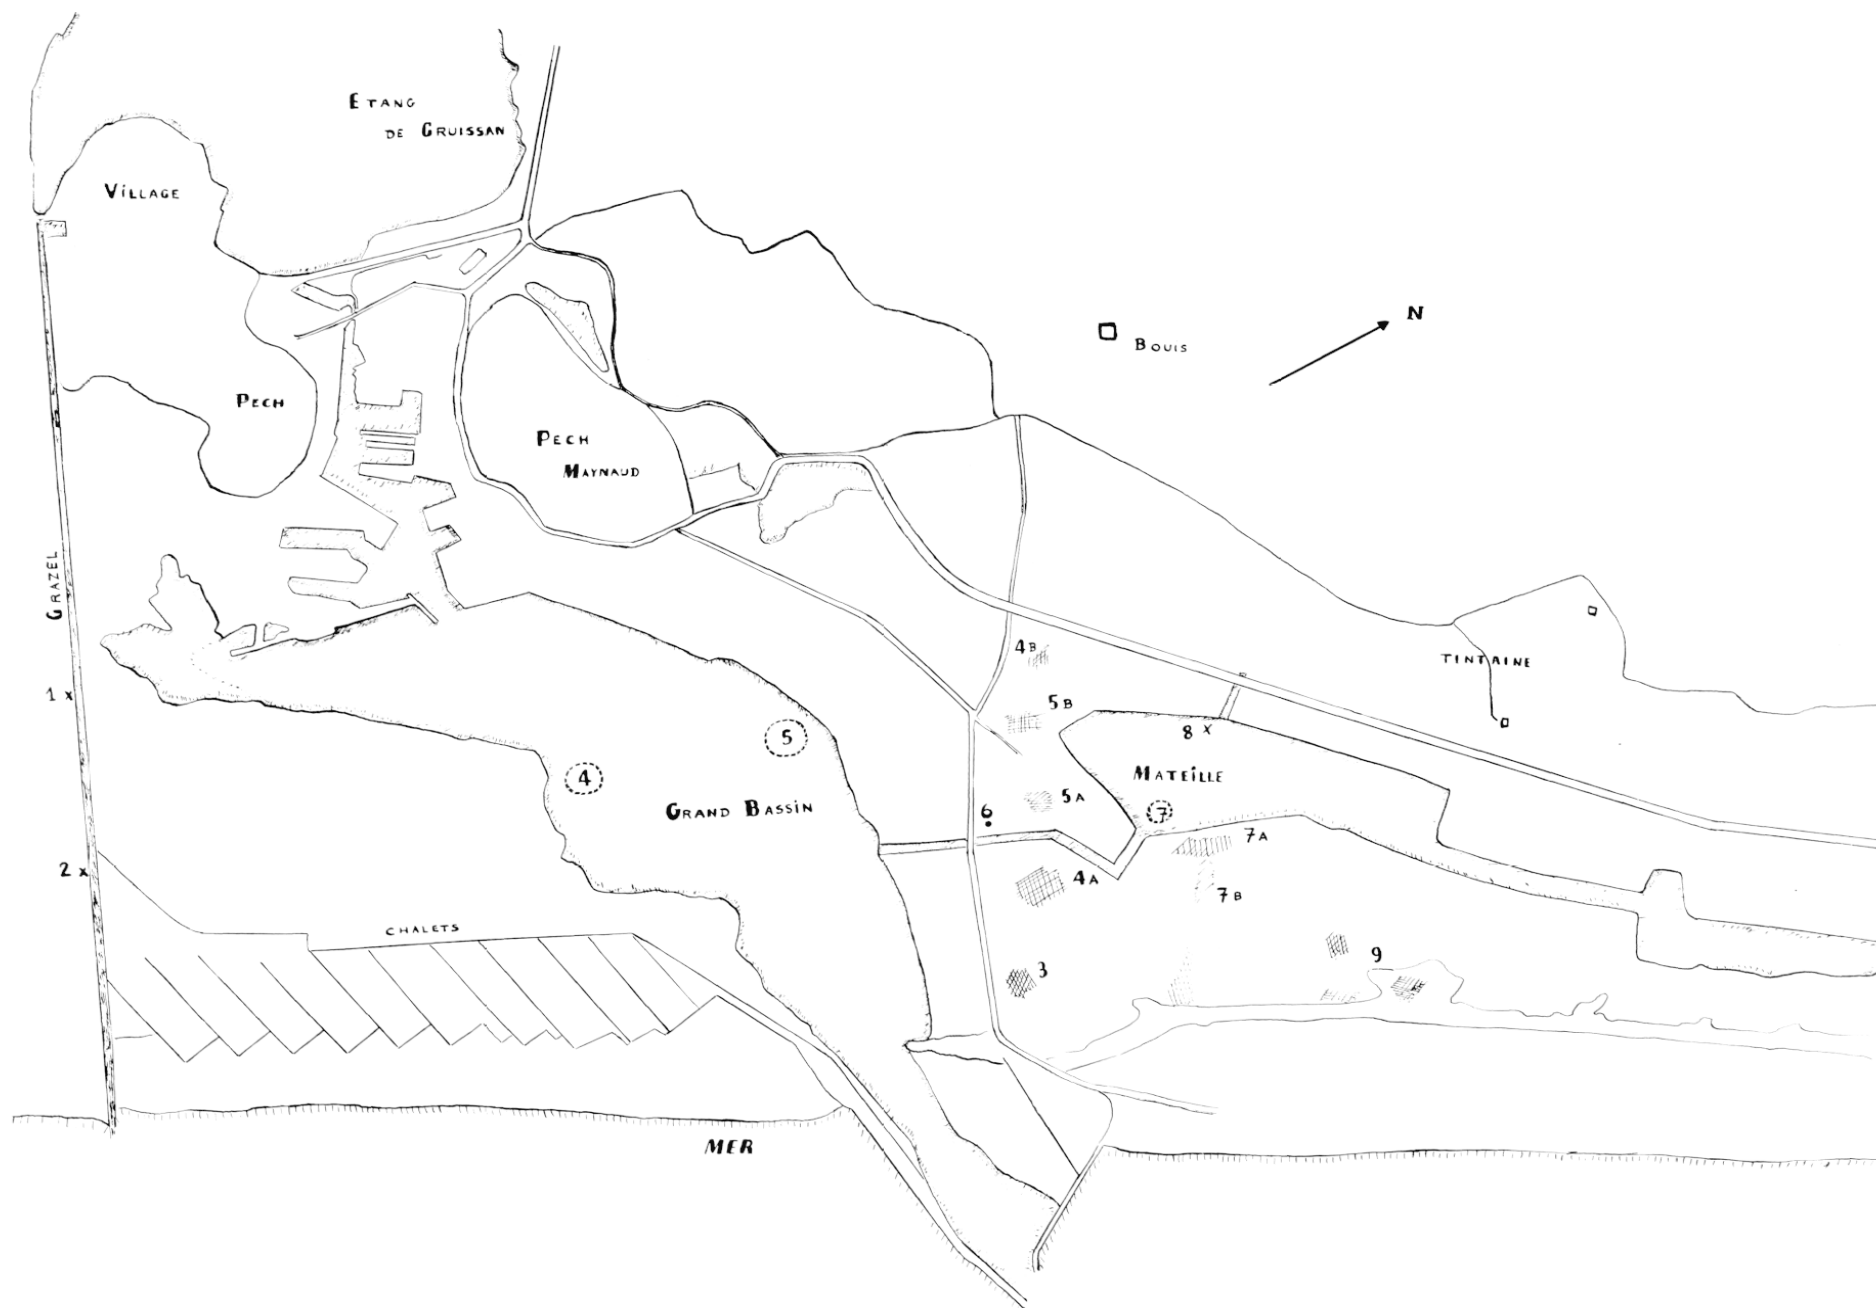 ETANG
DE GRUISSAN
VILLAGE
N
BOUIS
PECH
PECH
MAYNAUD
GRAZEL
4B
TINTAINE
1 x
5B
8 x
5
4
MATEÏLLE
GRAND BASSIN
5A
6
7
7A
2 x
4A
7B
CHALETS
3
9
MER